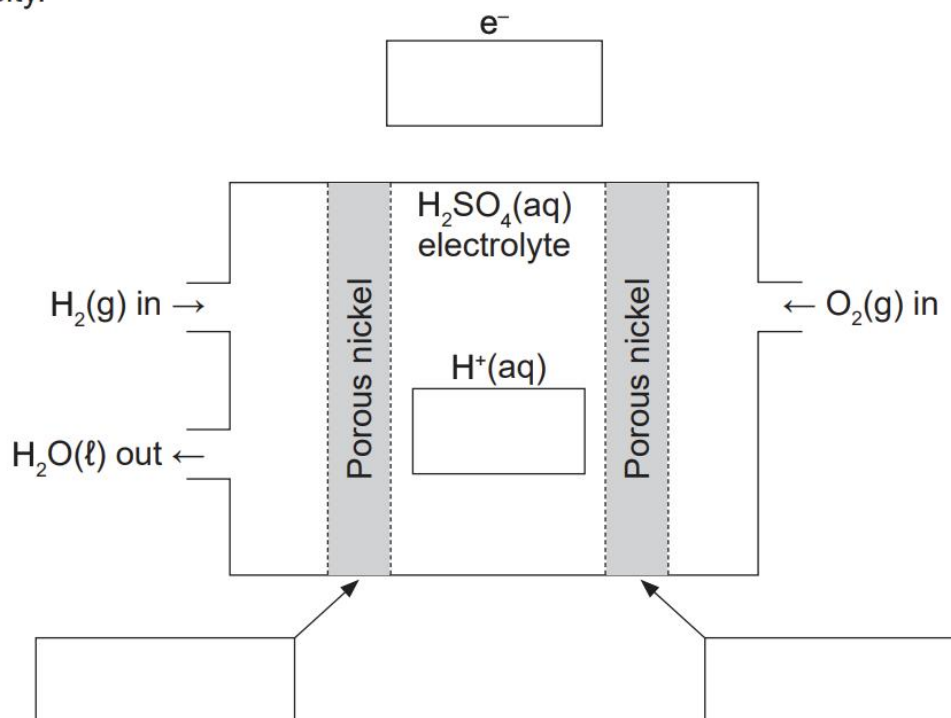 e⁻
H₂SO₄(aq)
electrolyte
H₂(g) in →
Porous nickel
Porous nickel
← O₂(g) in
H⁺(aq)
H₂O(ℓ) out ←